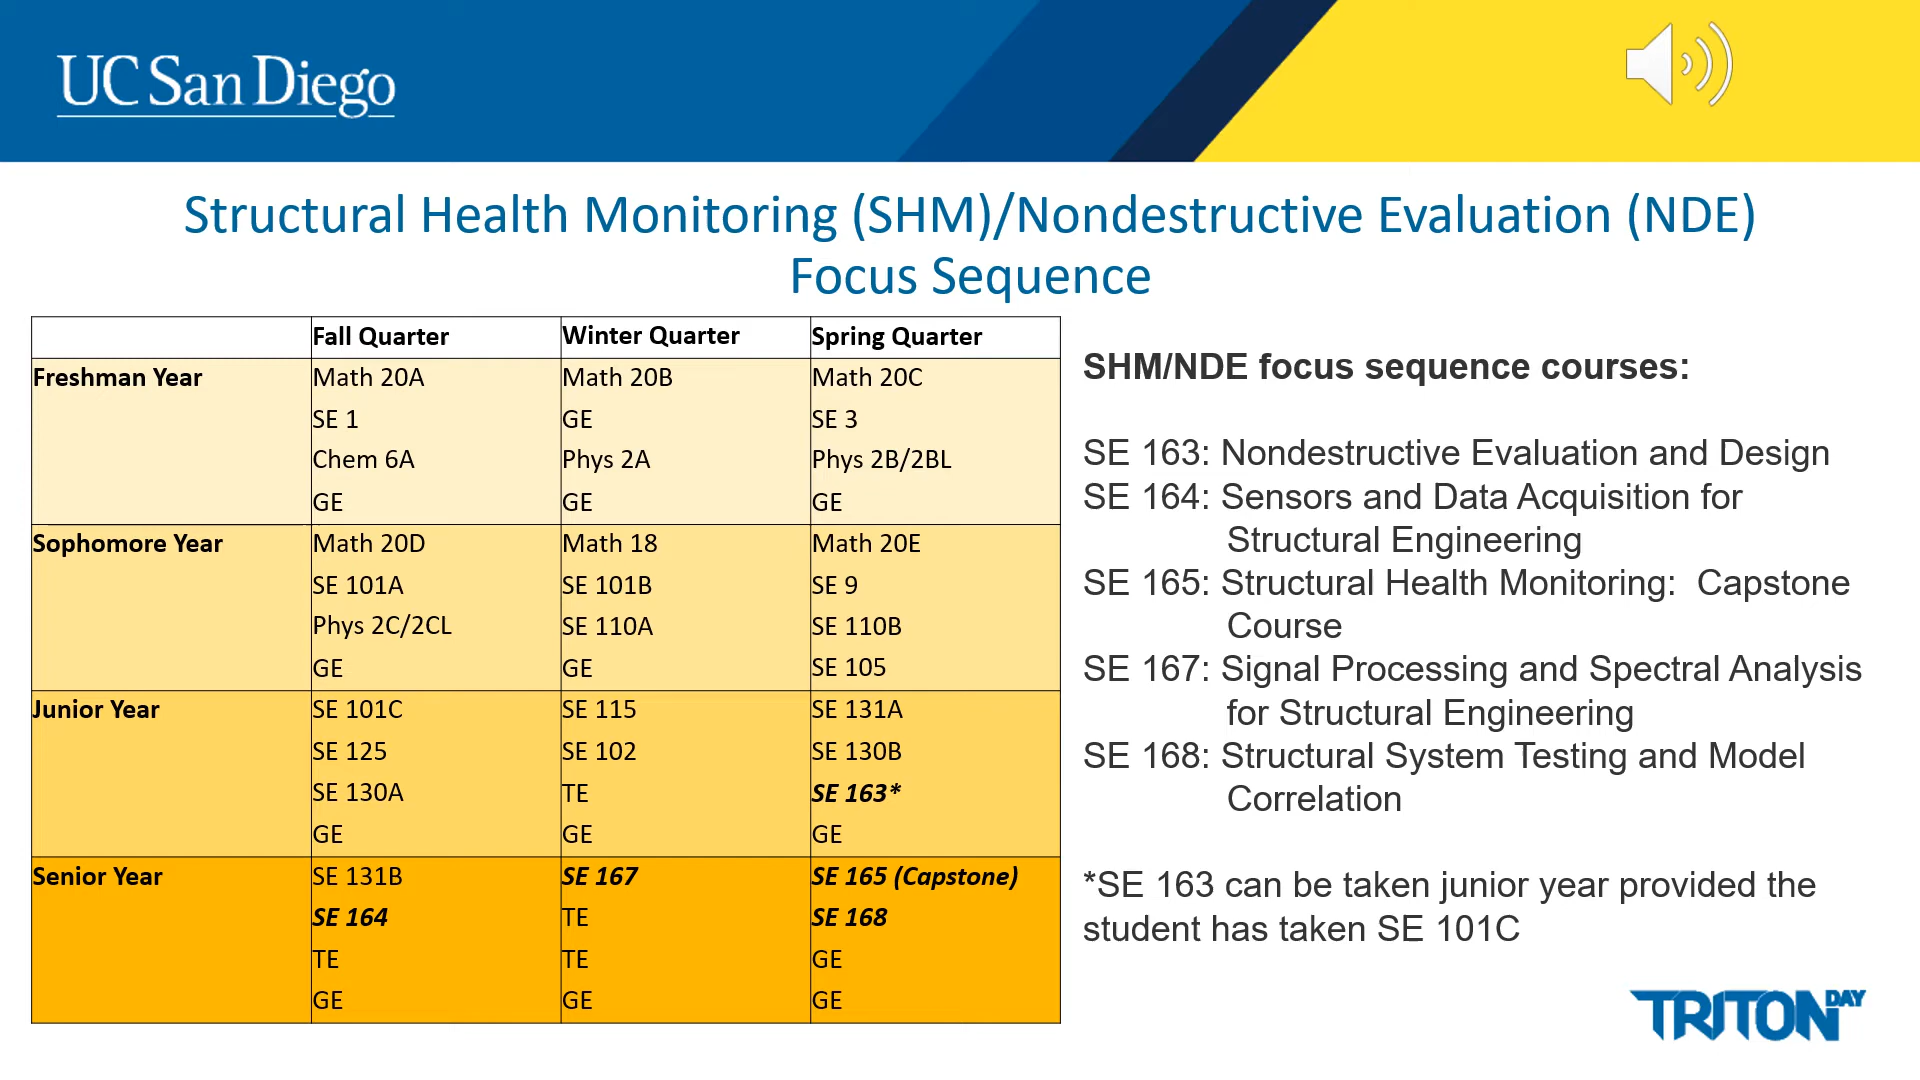 UC San Diego
Structural Health Monitoring (SHM)/Nondestructive Evaluation (NDE)
Focus Sequence
Fall Quarter Winter Quarter Spring Quarter
Freshman Year Math 20A Math 20B Math 20C
SE 1 GE SE 3
Chem 6A Phys 2A Phys 2B/2BL
GE GE GE
Sophomore Year Math 20D Math 18 Math 20E
SE 101A SE 101B SE 9
Phys 2C/2CL SE 110A SE 110B
GE GE SE 105
Junior Year SE 101C SE 115 SE 131A
SE 125 SE 102 SE 130B
SE 130A TE SE 163*
GE GE GE
Senior Year SE 131B SE 167 SE 165 (Capstone)
SE 164 TE SE 168
TE TE GE
GE GE GE
SHM/NDE focus sequence courses:
SE 163: Nondestructive Evaluation and Design
SE 164: Sensors and Data Acquisition for
Structural Engineering
SE 165: Structural Health Monitoring: Capstone
Course
SE 167: Signal Processing and Spectral Analysis
for Structural Engineering
SE 168: Structural System Testing and Model
Correlation
*SE 163 can be taken junior year provided the
student has taken SE 101C
TRITON DAY